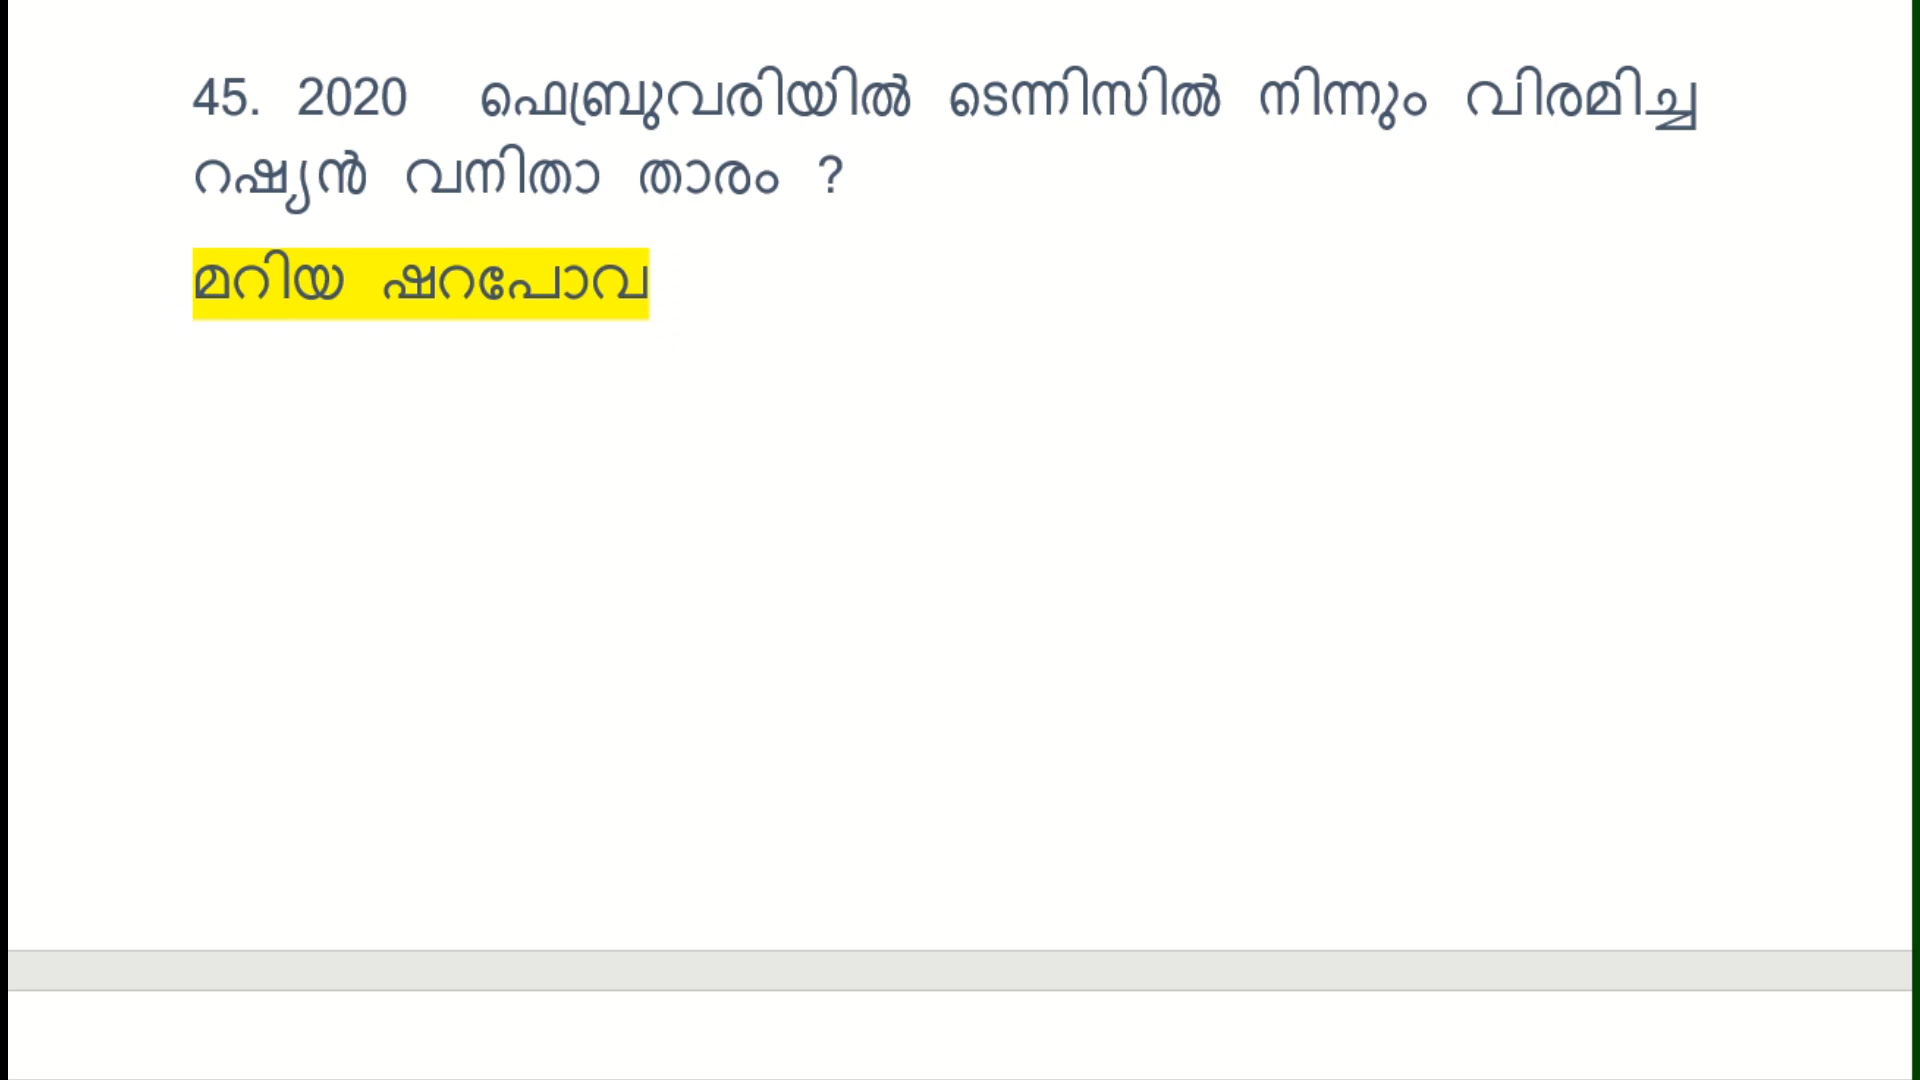 45. 2020 ഫെബ്രുവരിയിൽ ടെന്നിസിൽ നിന്നും വിരമിച്ച
റഷ്യൻ വനിതാ താരം ?
മറിയ ഷറപോവ